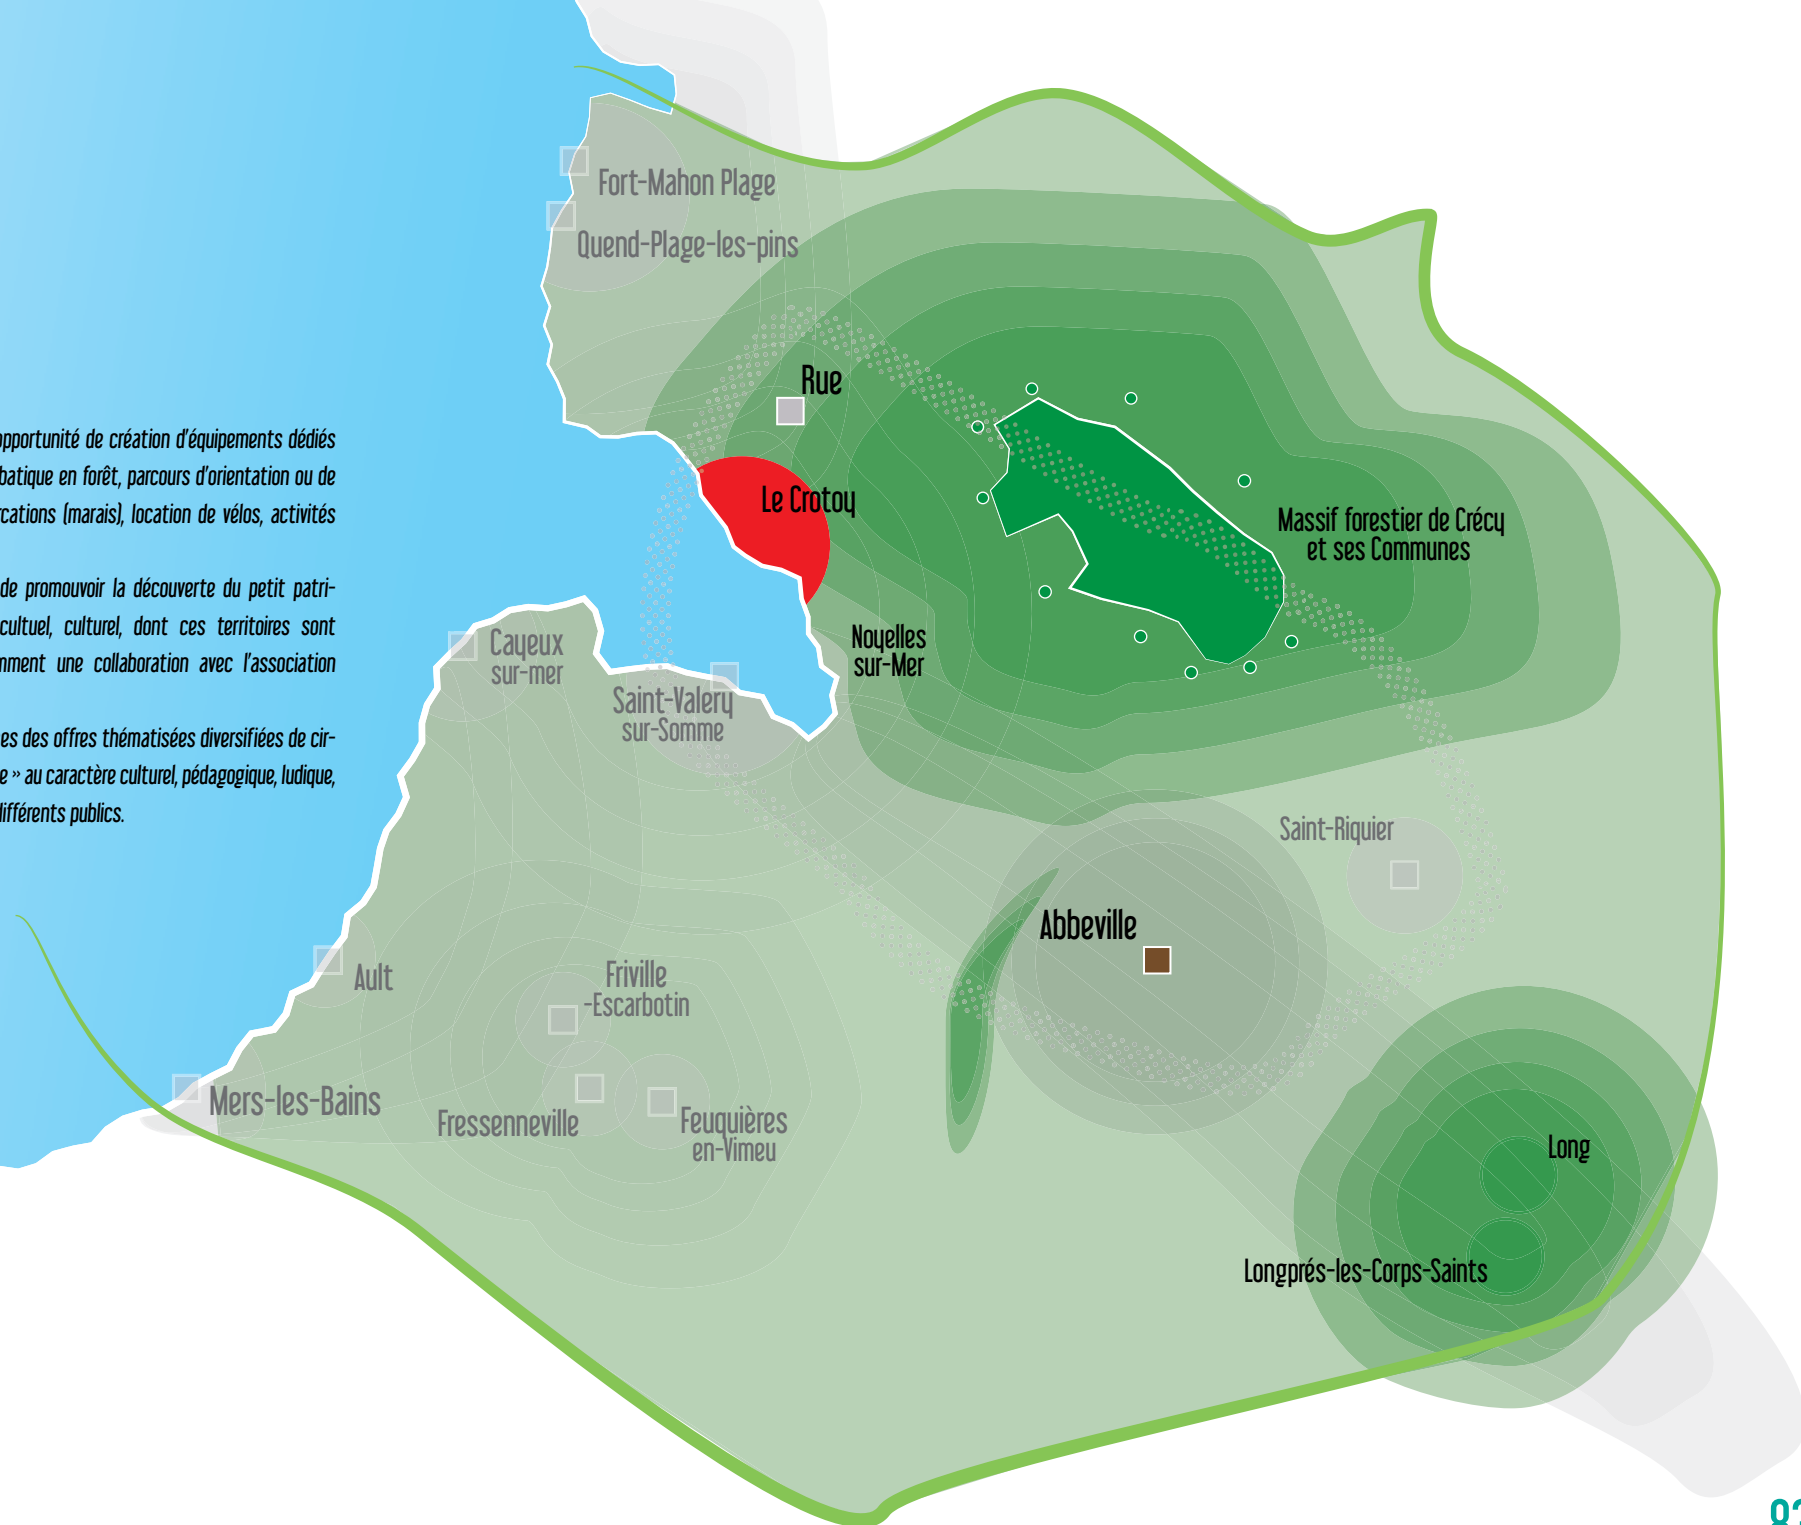 Fort-Mahon Plage
Quend-Plage-les-pins
Rue
Le Crotoy
opportunité de création d'équipements dédiés
batique en forêt, parcours d'orientation ou de
rcations (marais), location de vélos, activités
de promouvoir la découverte du petit patri-
cultuel, culturel, dont ces territoires sont
mment une collaboration avec l'association
es des offres thématisées diversifiées de cir-
e » au caractère culturel, pédagogique, ludique,
différents publics.
Massif forestier de Crécy
et ses Communes
Noyelles
sur-Mer
Cayeux
sur-mer
Saint-Valery
sur-Somme
Saint-Riquier
Abbeville
Ault
Friville
-Escarbotin
Mers-les-Bains
Fressenneville
Feuquières
en-Vimeu
Long
Longprés-les-Corps-Saints